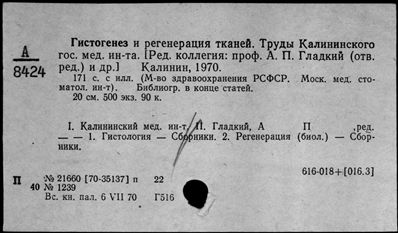 Гистогенез и регенерация тканей. Труды Калининского
А
8424
гос. мед. ин-та. [Ред. коллегия: проф. А. П. Гладкий (отв.
ред.) и др.] Калинин, 1970.
171 с. с илл. (М-во здравоохранения РСФСР. Моск. мед. сто-
матол. ин-т). Библиогр. в конце статей.
20 см. 500 экз. 90 к.
I. Калининский мед. ин-т. II. Гладкий, А П ,ред.
— — 1. Гистология — Сборники. 2. Регенерация (биол.) — Сбор-
ники.
616-018+[016.3]
П № 21660 [70-35137] п 22
40 № 1239
Вс. кн. пал. 6 VII 70 Г516